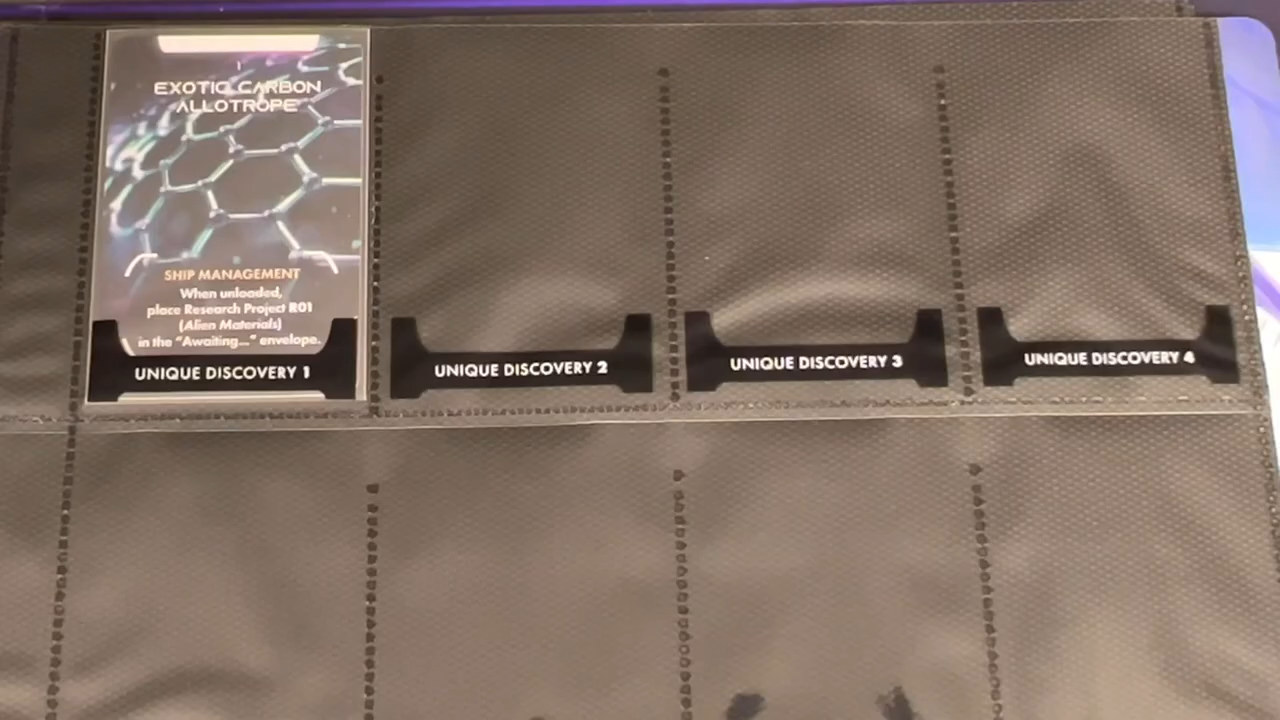 1
EXOTIC CARBON
ALLOTROPE
SHIP MANAGEMENT
When unloaded,
place Research Project R01
(Alien Materials)
in the "Awaiting..." envelope.
UNIQUE DISCOVERY 1
UNIQUE DISCOVERY 2
UNIQUE DISCOVERY 3
UNIQUE DISCOVERY 4